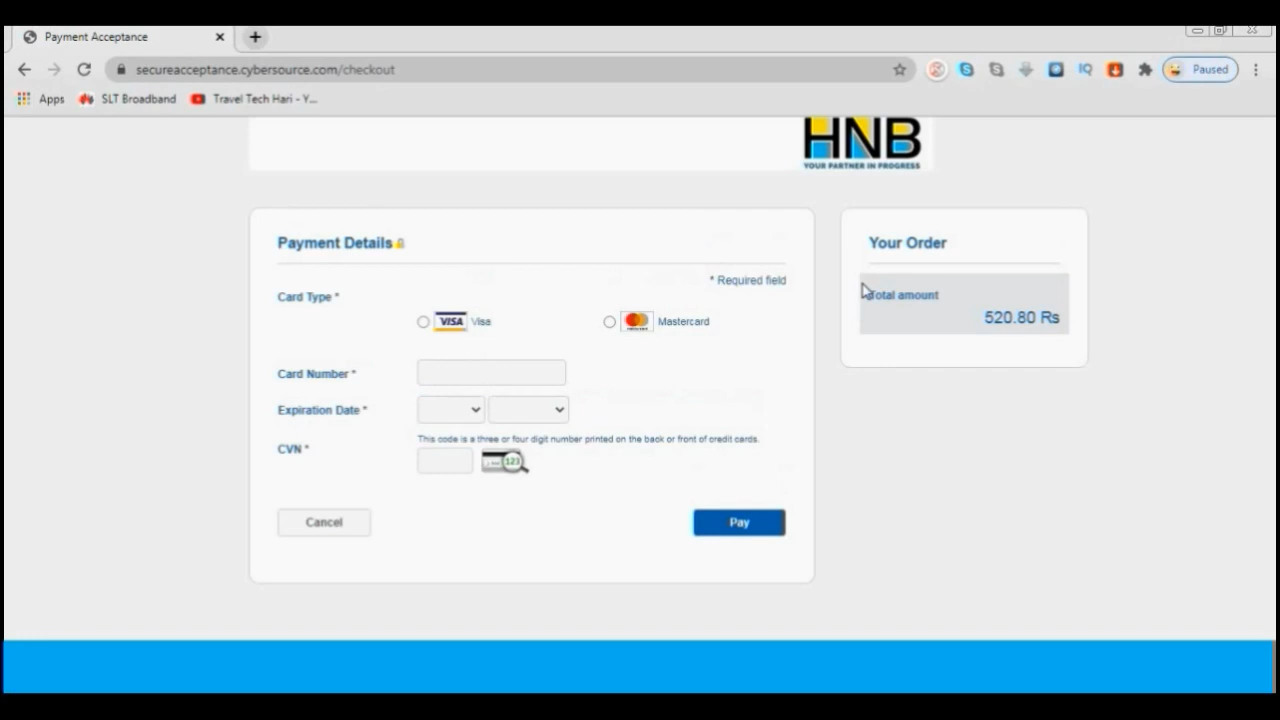 Payment Acceptance
secureacceptance.cybersource.com/checkout
IQ
Paused
Apps
SLT Broadband
Travel Tech Hari - Y...
HNB
YOUR PARTNER IN PROGRESS
Payment Details
Your Order
* Required field
Card Type *
Total amount
520.80 Rs
VISA Visa
Mastercard
Card Number *
Expiration Date *
This code is a three or four digit number printed on the back or front of credit cards.
CVN *
123
Cancel
Pay